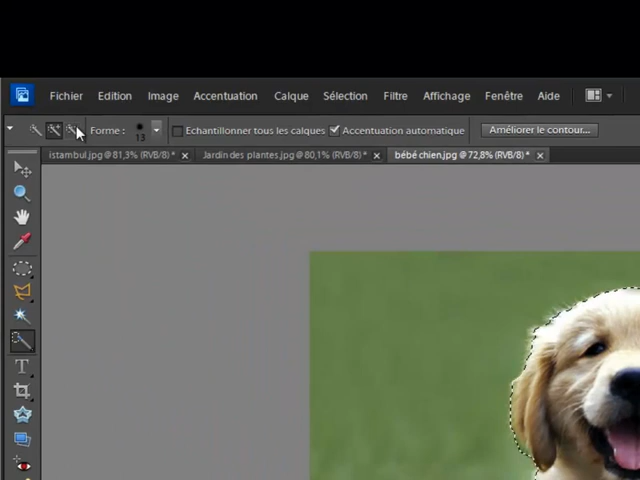 Fichier Edition Image Accentuation Calque Sélection Filtre Affichage Fenêtre Aide
Forme : 13 Echantillonner tous les calques Accentuation automatique Améliorer le contour...
istambul.jpg @ 81,3% (RVB/8) * Jardin des plantes.jpg @ 80,1% (RVB/8) * bébé chien.jpg @ 72,8% (RVB/8) *
T